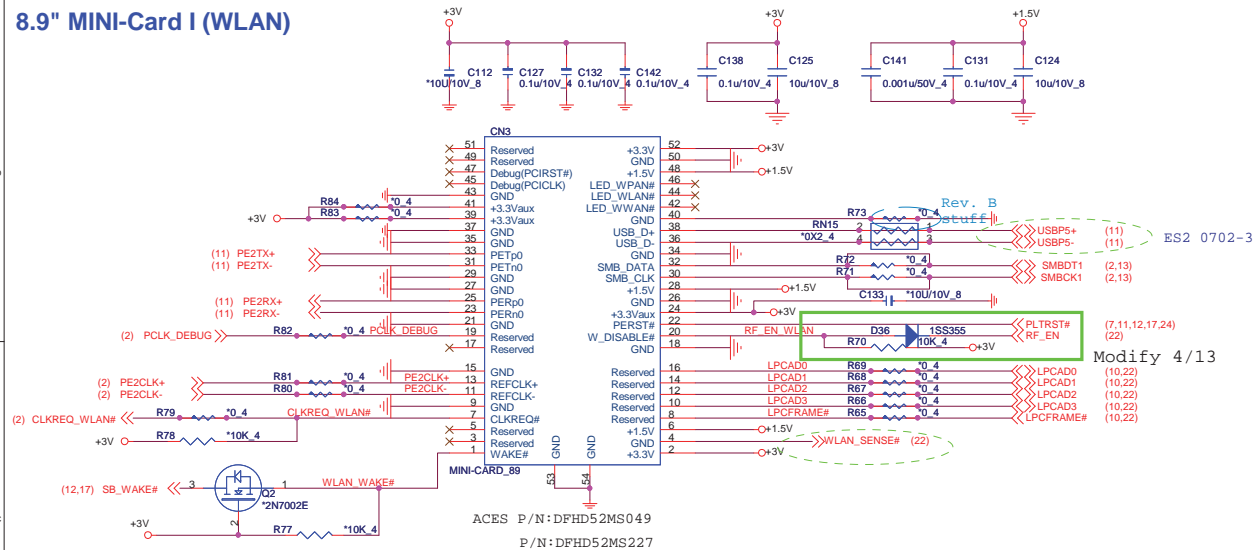 8.9" MINI-Card I (WLAN)
+3V
+3V
+1.5V
C112
*10U/10V_8
C127
0.1u/10V_4
C132
0.1u/10V_4
C142
0.1u/10V_4
C138
0.1u/10V_4
C125
10u/10V_8
C141
0.001u/50V_4
C131
0.1u/10V_4
C124
10u/10V_8
CN3
51 Reserved +3.3V 52 +3V
49 Reserved GND 50
47 Debug(PCIRST#) +1.5V 48 +1.5V
45 Debug(PCICLK) LED_WPAN# 46
43 GND LED_WLAN# 44
R84 *0_4 41 +3.3Vaux LED_WWAN# 42
+3V R83 *0_4 39 +3.3Vaux GND 40 R73 *0_4 Rev. B stuff
37 GND USB_D+ 38 RN15 2 1 USBP5+ (11)
35 GND USB_D- 36 *0X2_4 4 3 USBP5- (11) ES2 0702-3
(11) PE2TX+ 33 PETp0 GND 34
(11) PE2TX- 31 PETn0 SMB_DATA 32 R72 *0_4 SMBDT1 (2,13)
29 GND SMB_CLK 30 R71 *0_4 SMBCK1 (2,13)
27 GND +1.5V 28 +1.5V
(11) PE2RX+ 25 PERp0 GND 26 C133 *10U/10V_8
(11) PE2RX- 23 PERn0 +3.3Vaux 24 +3V
21 GND PERST# 22 PLTRST# (7,11,12,17,24)
(2) PCLK_DEBUG R82 *0_4 PCLK_DEBUG 19 Reserved W_DISABLE# 20 RF_EN_WLAN D36 1SS355 RF_EN (22)
17 Reserved GND 18 R70 10K_4 +3V
Modify 4/13
15 GND Reserved 16 LPCAD0 R69 *0_4 LPCAD0 (10,22)
(2) PE2CLK+ R81 *0_4 PE2CLK+ 13 REFCLK+ Reserved 14 LPCAD1 R68 *0_4 LPCAD1 (10,22)
(2) PE2CLK- R80 *0_4 PE2CLK- 11 REFCLK- Reserved 12 LPCAD2 R67 *0_4 LPCAD2 (10,22)
9 GND Reserved 10 LPCAD3 R66 *0_4 LPCAD3 (10,22)
(2) CLKREQ_WLAN# R79 *0_4 CLKREQ_WLAN# 7 CLKREQ# Reserved 8 LPCFRAME# R65 *0_4 LPCFRAME# (10,22)
5 Reserved +1.5V 6 +1.5V
+3V R78 *10K_4 3 Reserved GND 4 WLAN_SENSE# (22)
1 WAKE# +3.3V 2 +3V
GND GND
53 54
MINI-CARD_89
(12,17) SB_WAKE# 3 1 WLAN_WAKE#
Q2
*2N7002E
2
+3V R77 *10K_4
ACES P/N:DFHD52MS049
P/N:DFHD52MS227